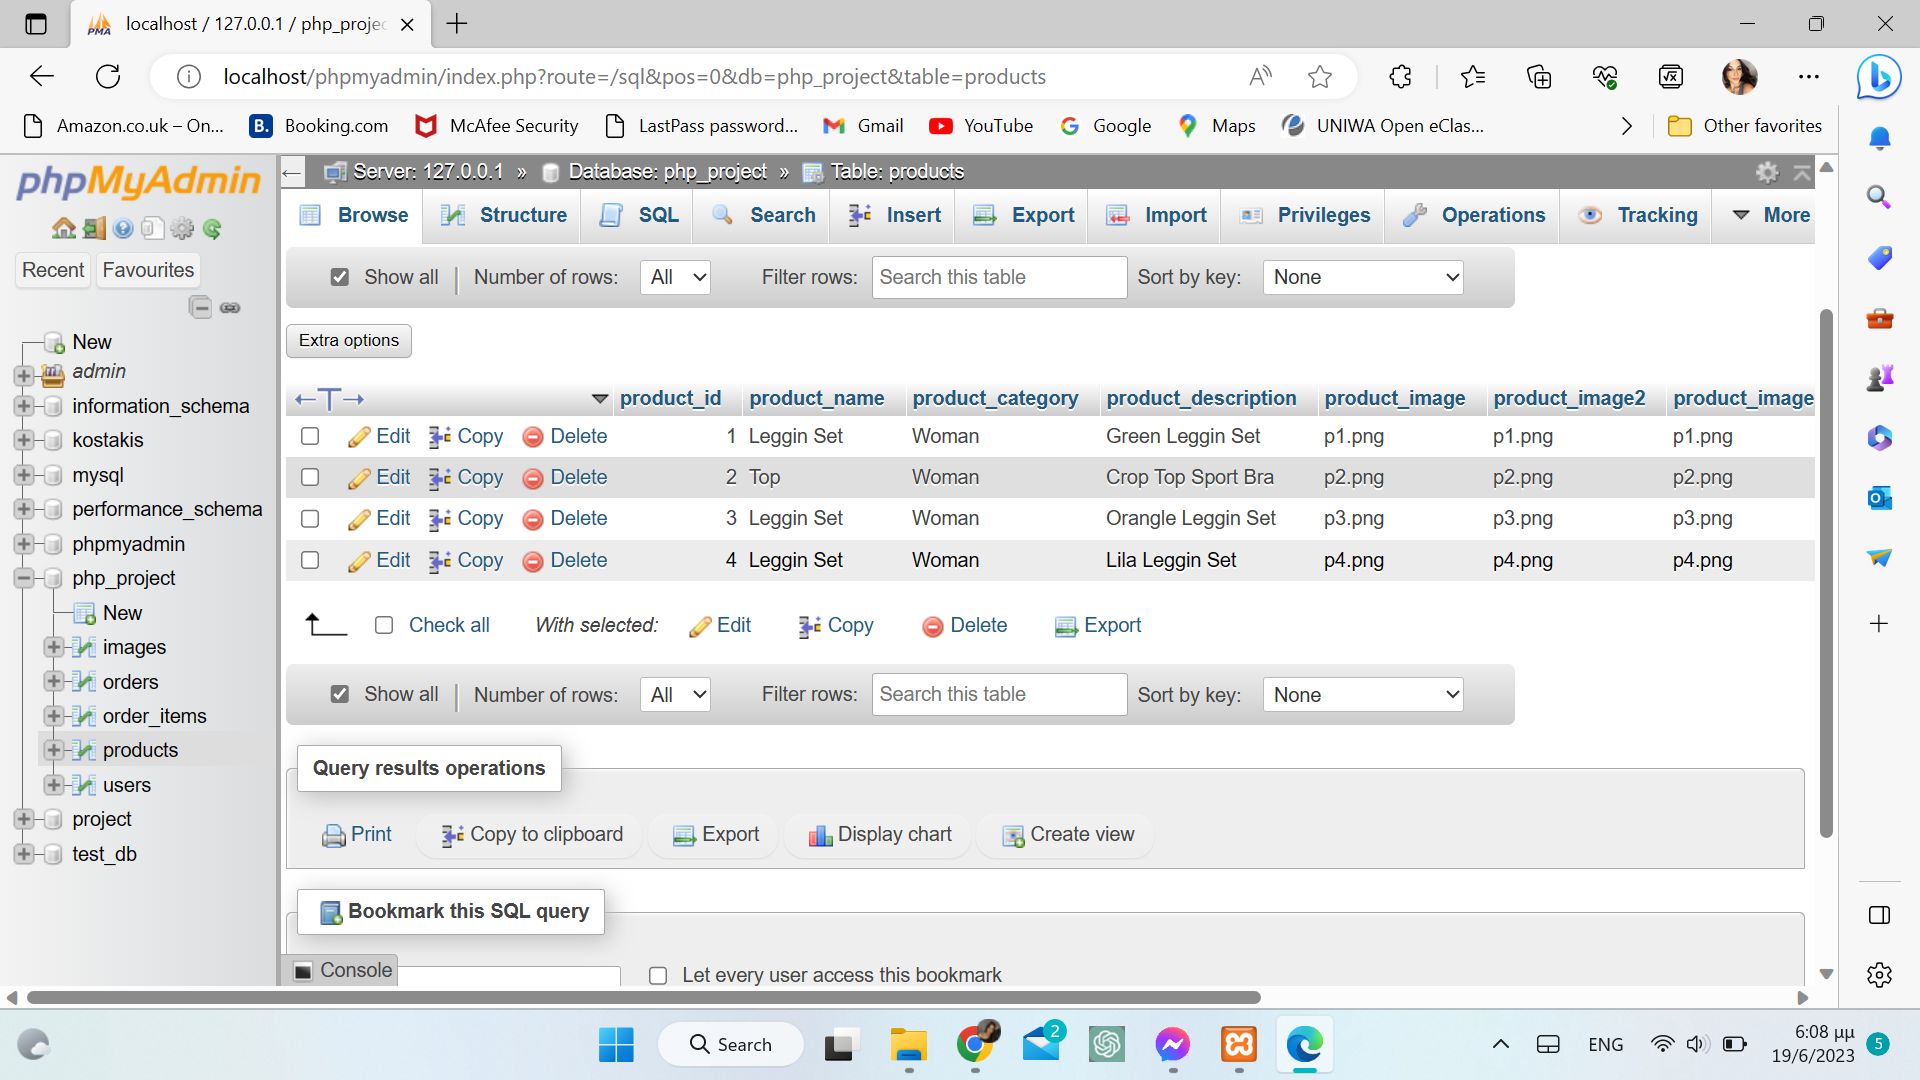 localhost / 127.0.0.1 / php_projec
localhost/phpmyadmin/index.php?route=/sql&pos=0&db=php_project&table=products
Amazon.co.uk – On...
Booking.com
McAfee Security
LastPass password...
Gmail
YouTube
Google
Maps
UNIWA Open eClas...
Other favorites
phpMyAdmin
Recent
Favourites
New
admin
information_schema
kostakis
mysql
performance_schema
phpmyadmin
php_project
New
images
orders
order_items
products
users
project
test_db
Server: 127.0.0.1 » Database: php_project » Table: products
Browse Structure SQL Search Insert Export Import Privileges Operations Tracking More
Show all Number of rows: All Filter rows: Search this table Sort by key: None
Extra options
product_id product_name product_category product_description product_image product_image2 product_image
Edit Copy Delete 1 Leggin Set Woman Green Leggin Set p1.png p1.png p1.png
Edit Copy Delete 2 Top Woman Crop Top Sport Bra p2.png p2.png p2.png
Edit Copy Delete 3 Leggin Set Woman Orangle Leggin Set p3.png p3.png p3.png
Edit Copy Delete 4 Leggin Set Woman Lila Leggin Set p4.png p4.png p4.png
Check all With selected: Edit Copy Delete Export
Show all Number of rows: All Filter rows: Search this table Sort by key: None
Query results operations
Print Copy to clipboard Export Display chart Create view
Bookmark this SQL query
Console
Let every user access this bookmark
Search
2
ENG
6:08 μμ
19/6/2023
5